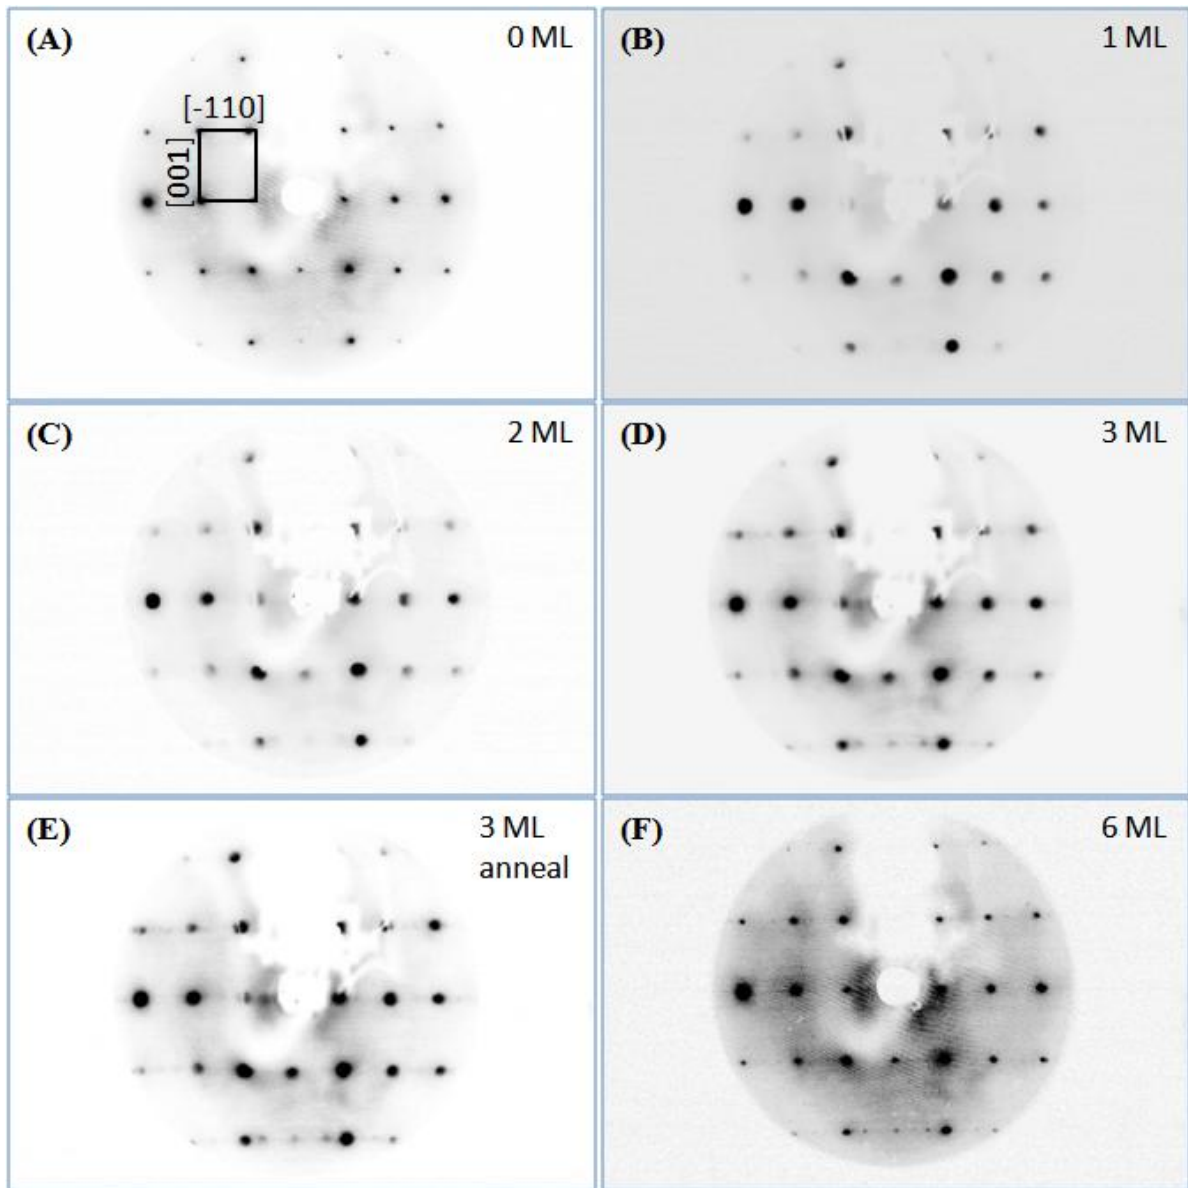 (A) 0 ML
[-110]
[001]
(B) 1 ML
(C) 2 ML
(D) 3 ML
(E) 3 ML
anneal
(F) 6 ML